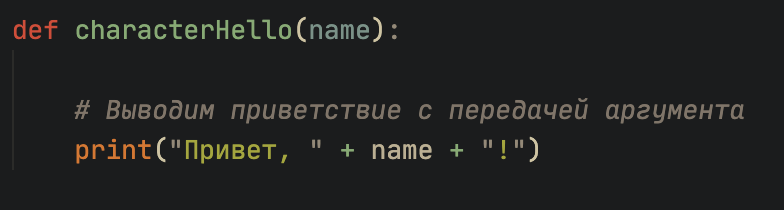 def characterHello(name):
# Выводим приветствие с передачей аргумента
print("Привет, " + name + "!")